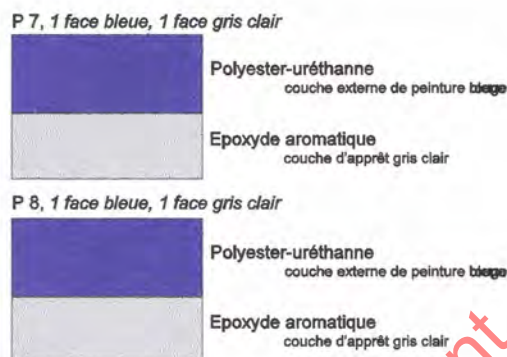 P 7, 1 face bleue, 1 face gris clair
Polyester-uréthanne
couche externe de peinture
Epoxyde aromatique
couche d'apprêt gris clair
P 8, 1 face bleue, 1 face gris clair
Polyester-uréthanne
couche externe de peinture
Epoxyde aromatique
couche d'apprêt gris clair